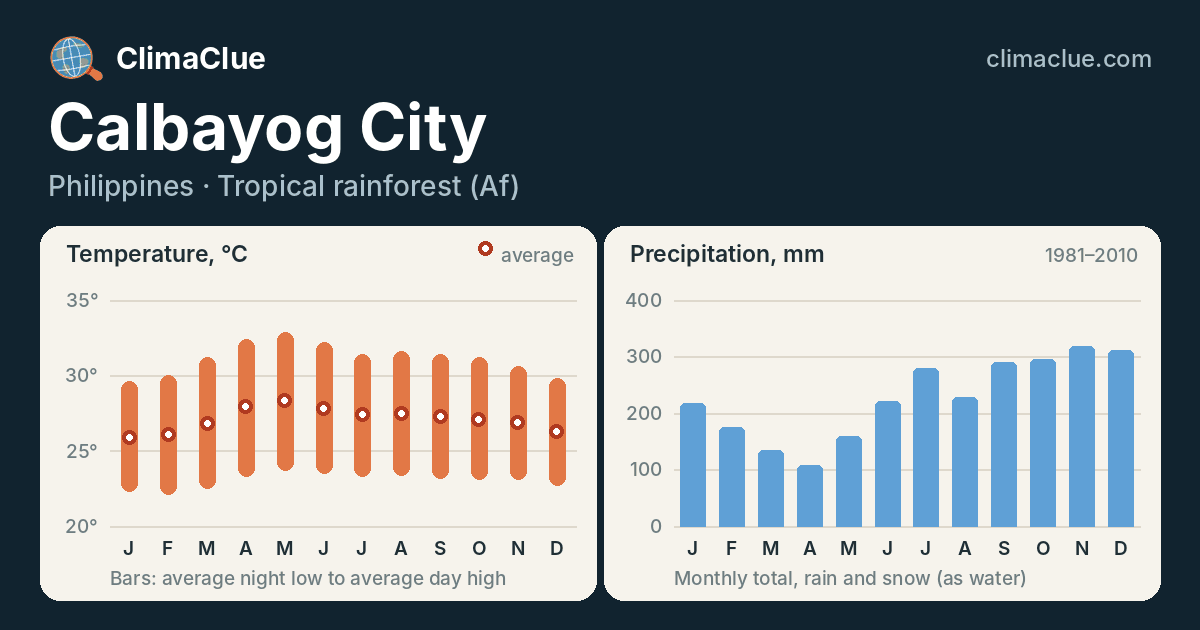 ClimaClue
climaclue.com
Calbayog City
Philippines · Tropical rainforest (Af)
Temperature, °C
average
35°
30°
25°
20°
J F M A M J J A S O N D
Bars: average night low to average day high
Precipitation, mm
1981–2010
400
300
200
100
0
J F M A M J J A S O N D
Monthly total, rain and snow (as water)